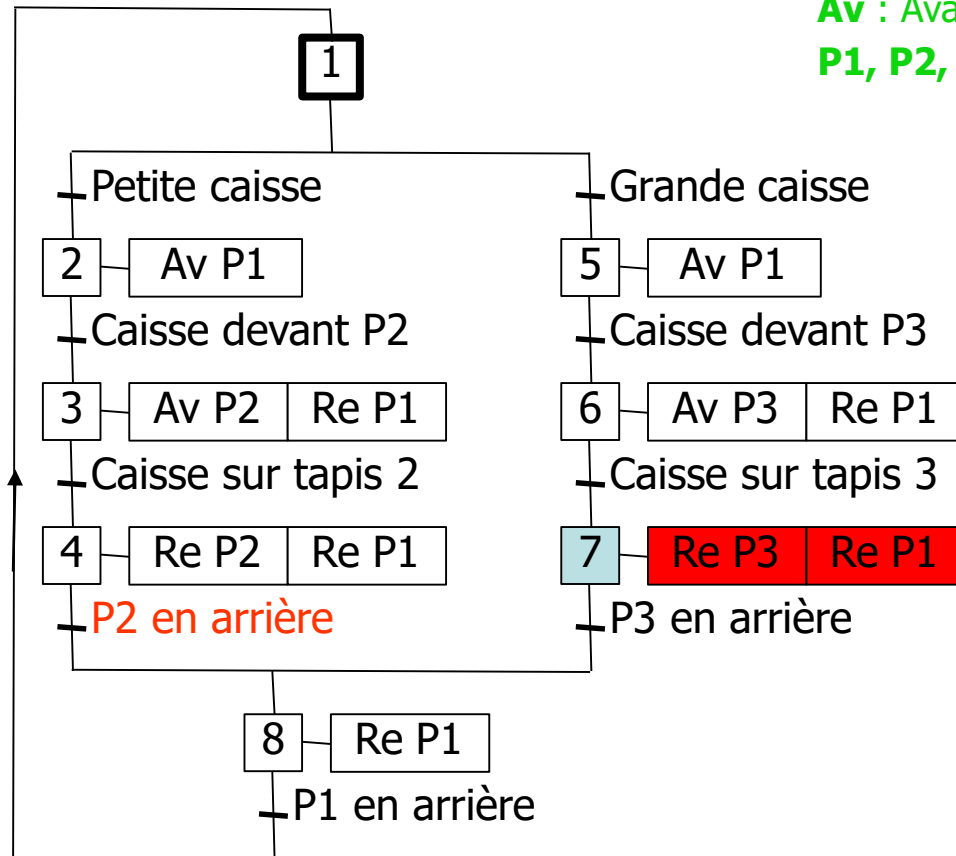 Av :
P1, P2,
1
Petite caisse
Grande caisse
2 Av P1
5 Av P1
Caisse devant P2
Caisse devant P3
3 Av P2 Re P1
6 Av P3 Re P1
Caisse sur tapis 2
Caisse sur tapis 3
4 Re P2 Re P1
7 Re P3 Re P1
P2 en arrière
P3 en arrière
8 Re P1
P1 en arrière